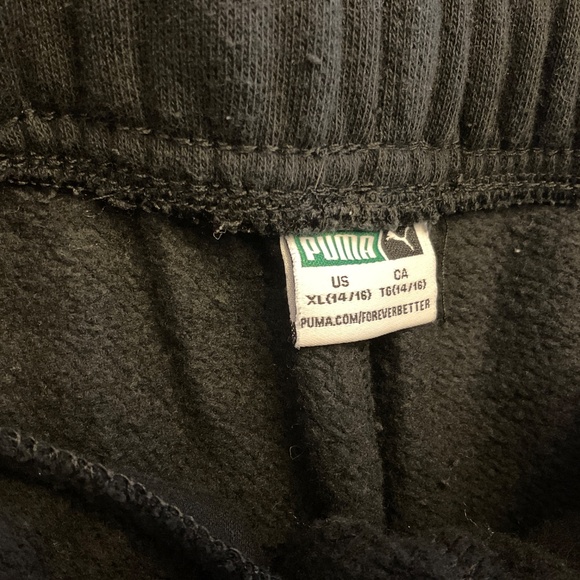 PUMA
US CA
XL(14/16) TG(14/16)
PUMA.COM/FOREVERBETTER